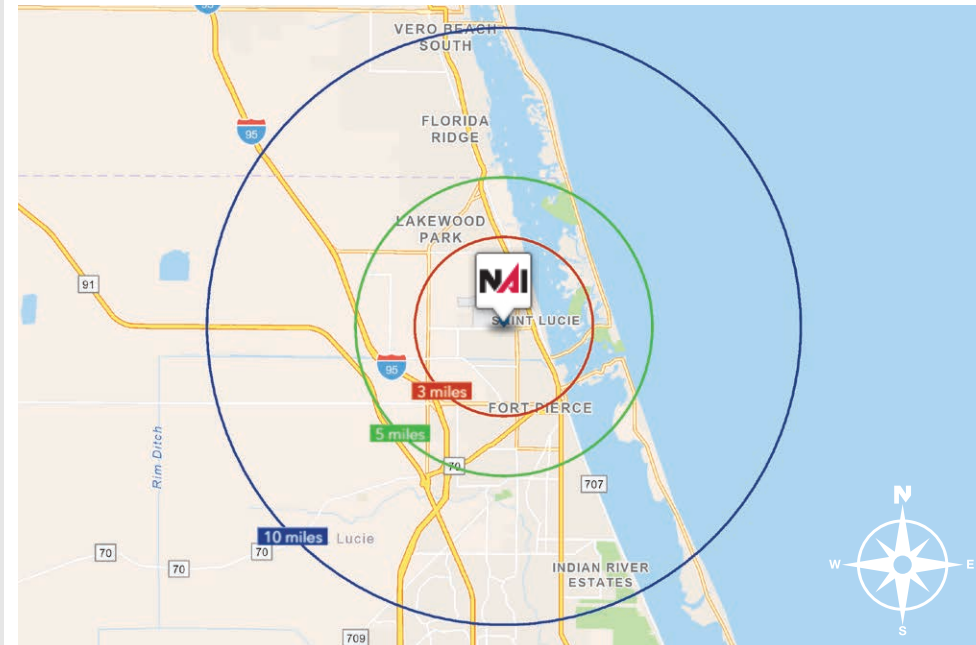 95
VERO BEACH
SOUTH
FLORIDA
RIDGE
95
LAKEWOOD
PARK
NAI
91
SAINT LUCIE
95
3 miles
FORT PIERCE
5 miles
Rim Ditch
70
707
N
10 miles
Lucie
70
70
70
W
E
INDIAN RIVER
ESTATES
S
709